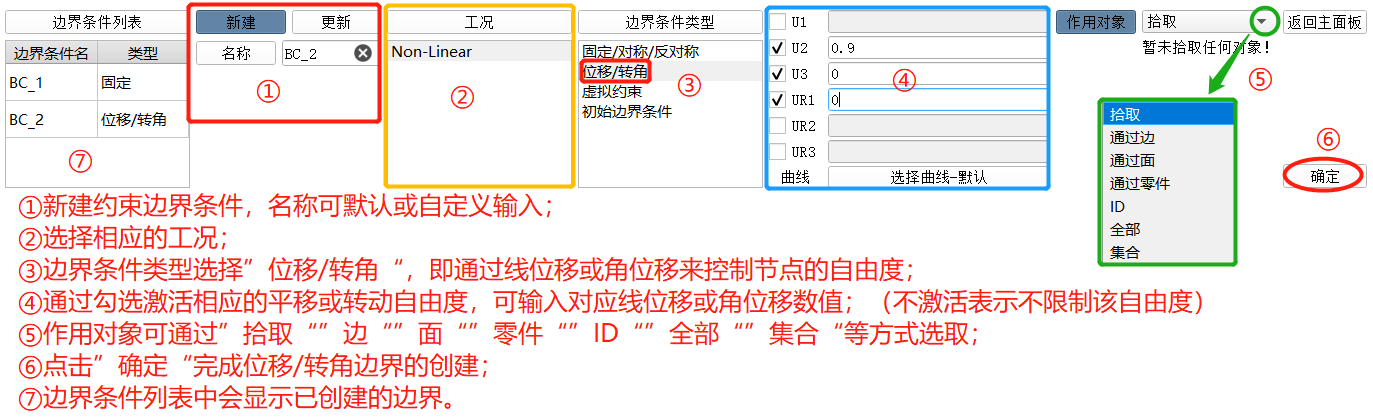 边界条件列表
边界条件名 类型
BC_1 固定
BC_2 位移/转角
⑦
新建 更新
名称 BC_2
①
工况
Non-Linear
②
边界条件类型
固定/对称/反对称
位移/转角
虚拟约束
初始边界条件
③
U1
U2 0.9
U3 0
UR1 0
UR2
UR3
曲线 选择曲线-默认
④
作用对象 拾取 返回主面板
暂未拾取任何对象!
⑤
拾取
通过边
通过面
通过零件
ID
全部
集合
⑥
确定
①新建约束边界条件，名称可默认或自定义输入；
②选择相应的工况；
③边界条件类型选择”位移/转角“，即通过线位移或角位移来控制节点的自由度；
④通过勾选激活相应的平移或转动自由度，可输入对应线位移或角位移数值；（不激活表示不限制该自由度）
⑤作用对象可通过”拾取“”边“”面“”零件“”ID“”全部“”集合“等方式选取；
⑥点击”确定“完成位移/转角边界的创建；
⑦边界条件列表中会显示已创建的边界。